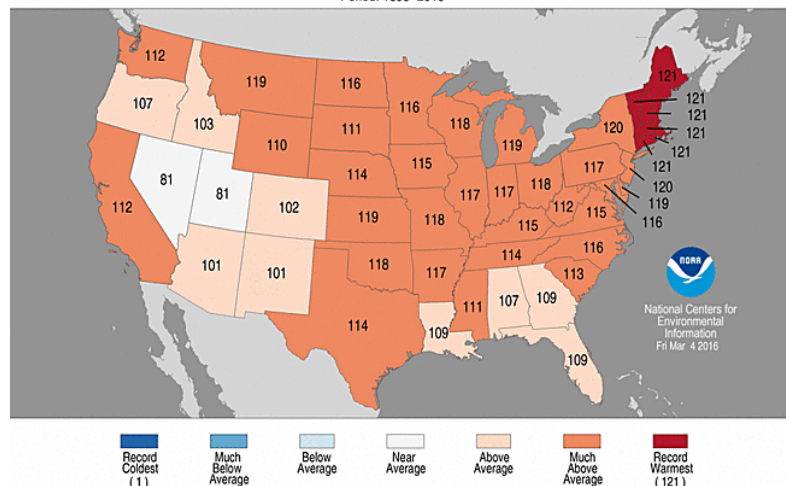 112
119
116
116
121
107
103
110
111
118
119
120
121
121
121
121
121
120
119
116
81
81
102
114
115
117
117
118
117
112
115
115
112
119
118
116
101
101
118
117
114
113
114
109
111
107
109
109
NOAA
National Centers for
Environmental
Information
Fri Mar 4 2016
Record
Coldest
(1)
Much
Below
Average
Below
Average
Near
Average
Above
Average
Much
Above
Average
Record
Warmest
(121)